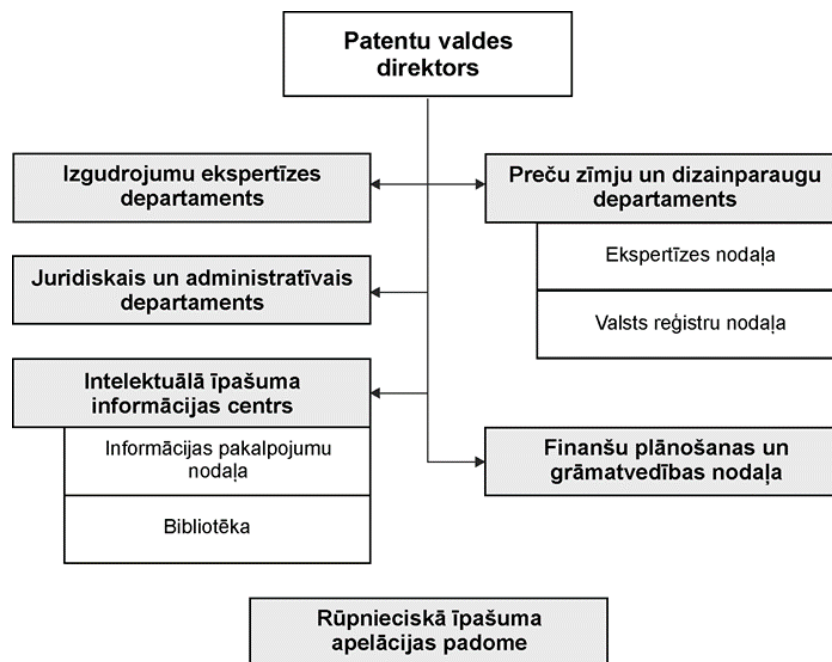 Patentu valdes
direktors
Izgudrojumu ekspertīzes
departaments
Preču zīmju un dizainparaugu
departaments
Ekspertīzes nodaļa
Valsts reģistru nodaļa
Juridiskais un administratīvais
departaments
Intelektuālā īpašuma
informācijas centrs
Informācijas pakalpojumu
nodaļa
Bibliotēka
Finanšu plānošanas un
grāmatvedības nodaļa
Rūpnieciskā īpašuma
apelācijas padome